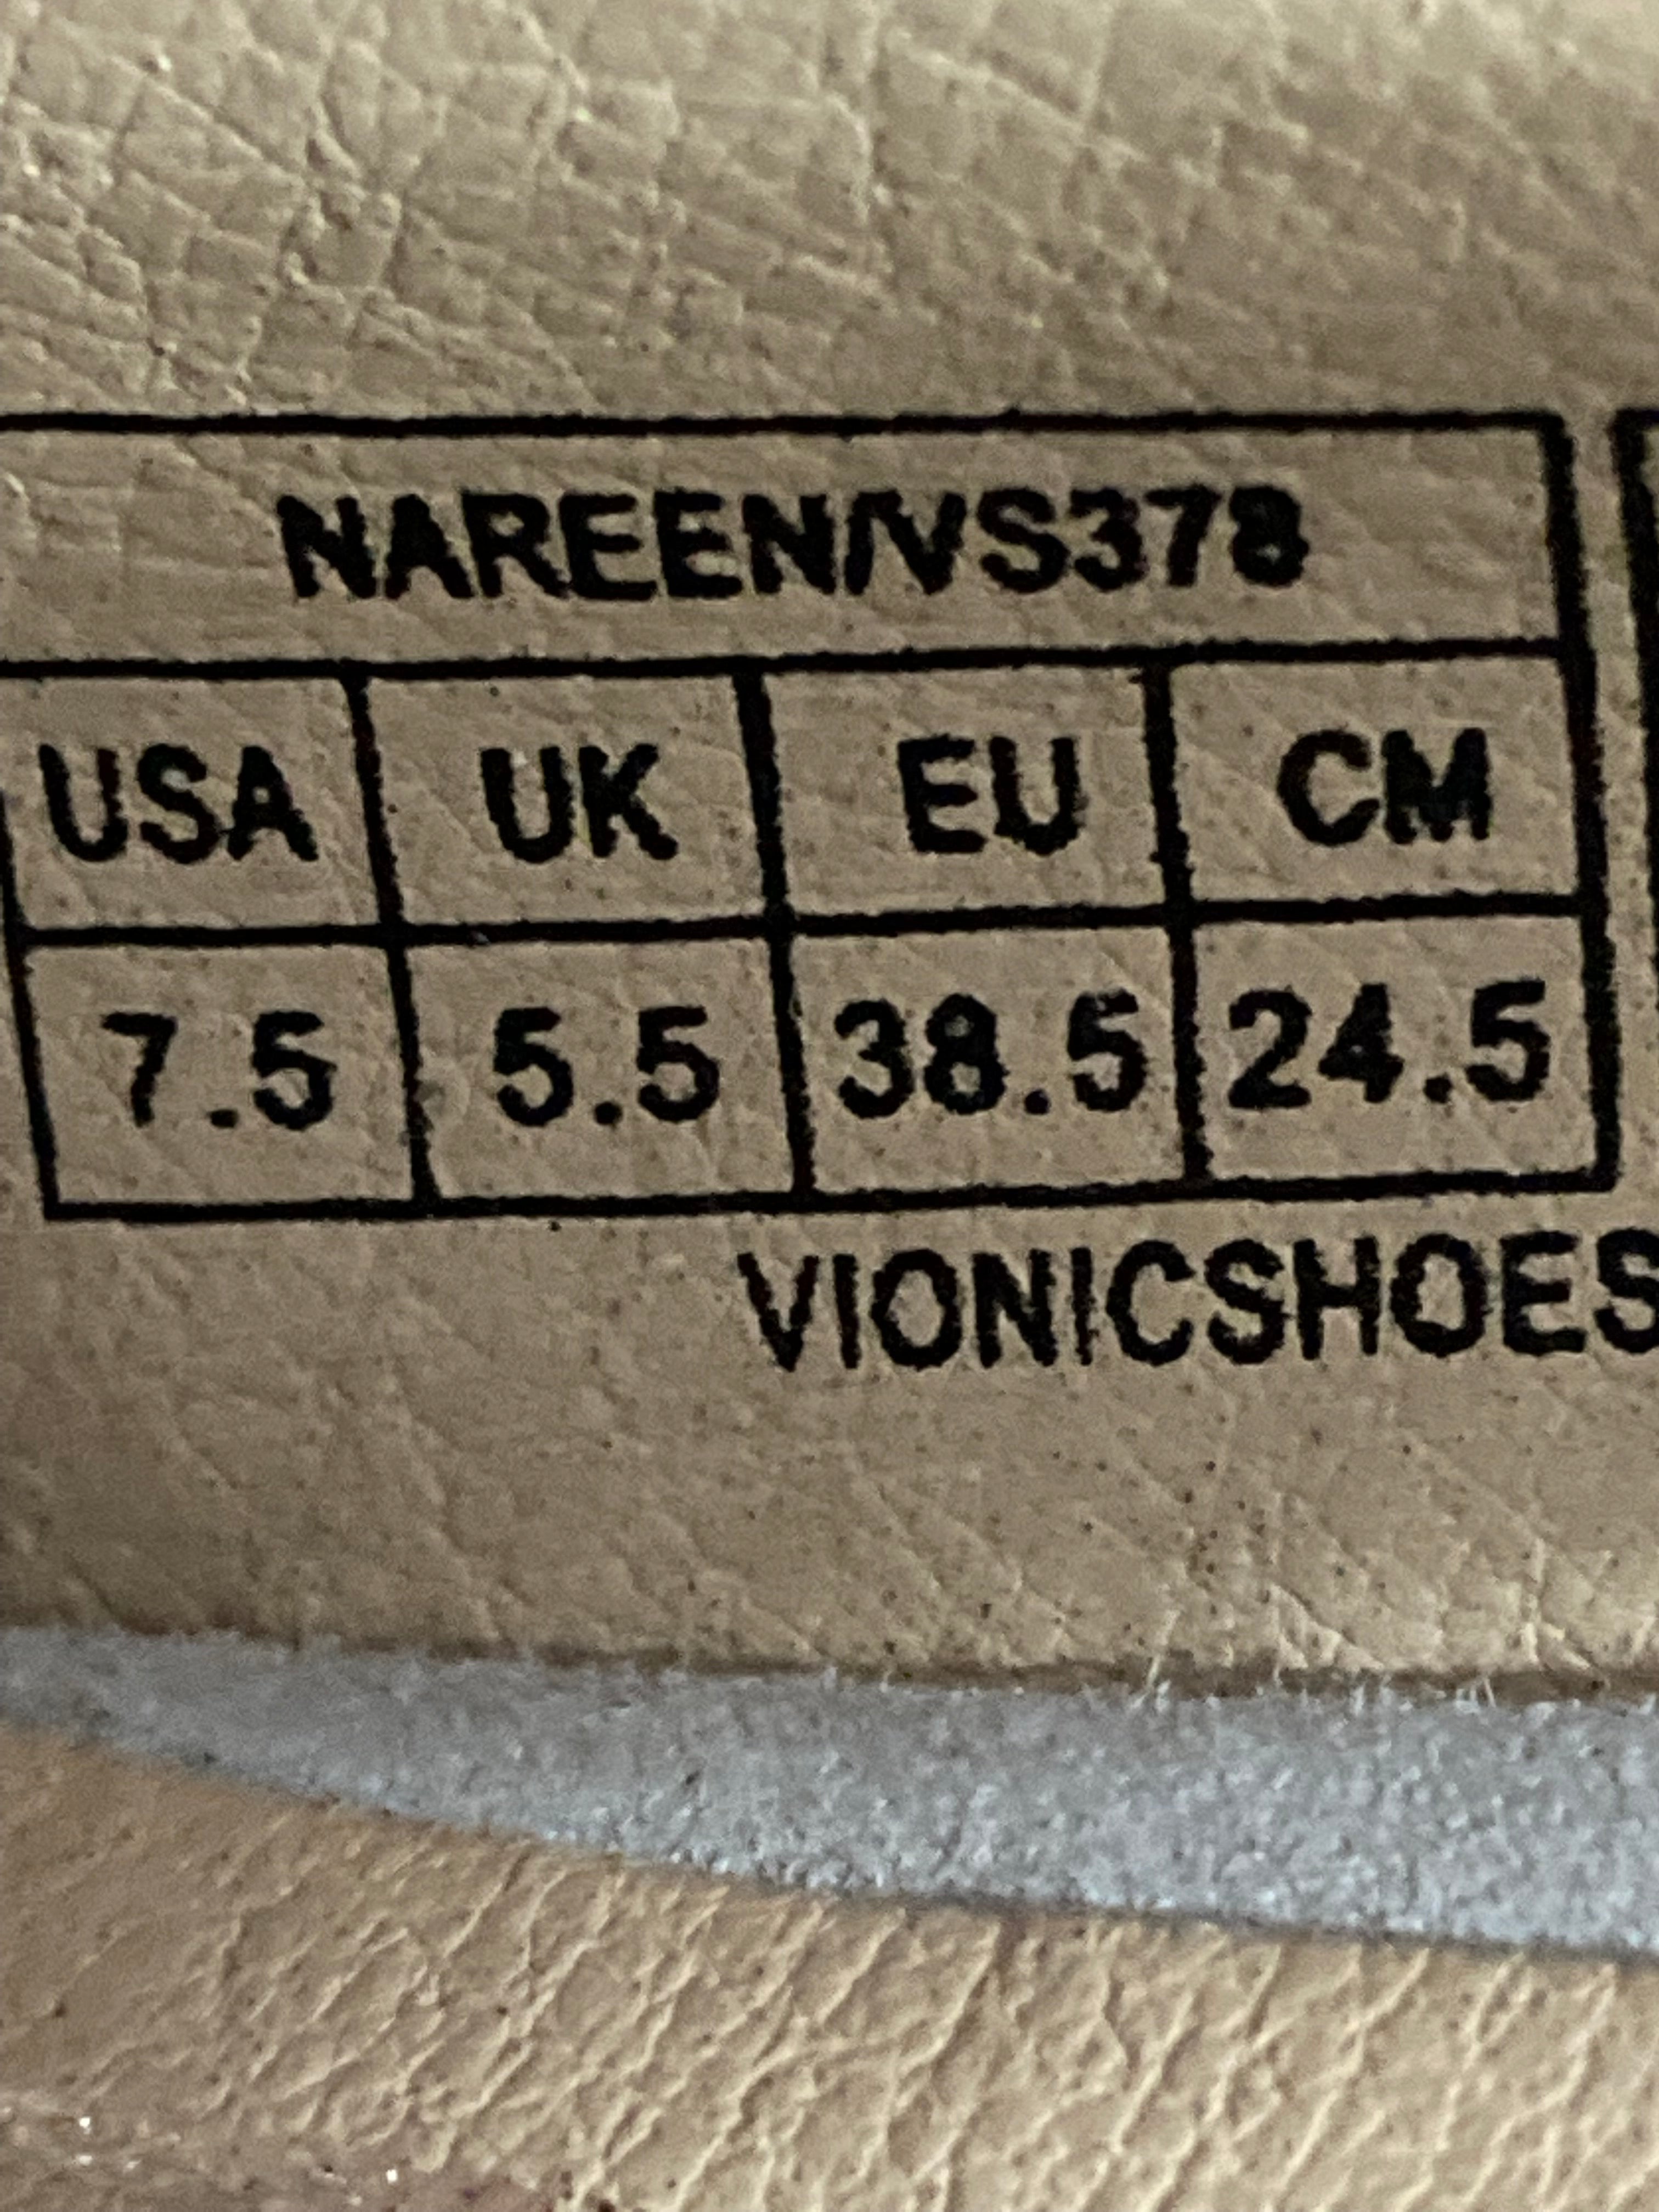 NAREEN/VS378
USA UK EU CM
7.5 5.5 38.5 24.5
VIONICSHOES